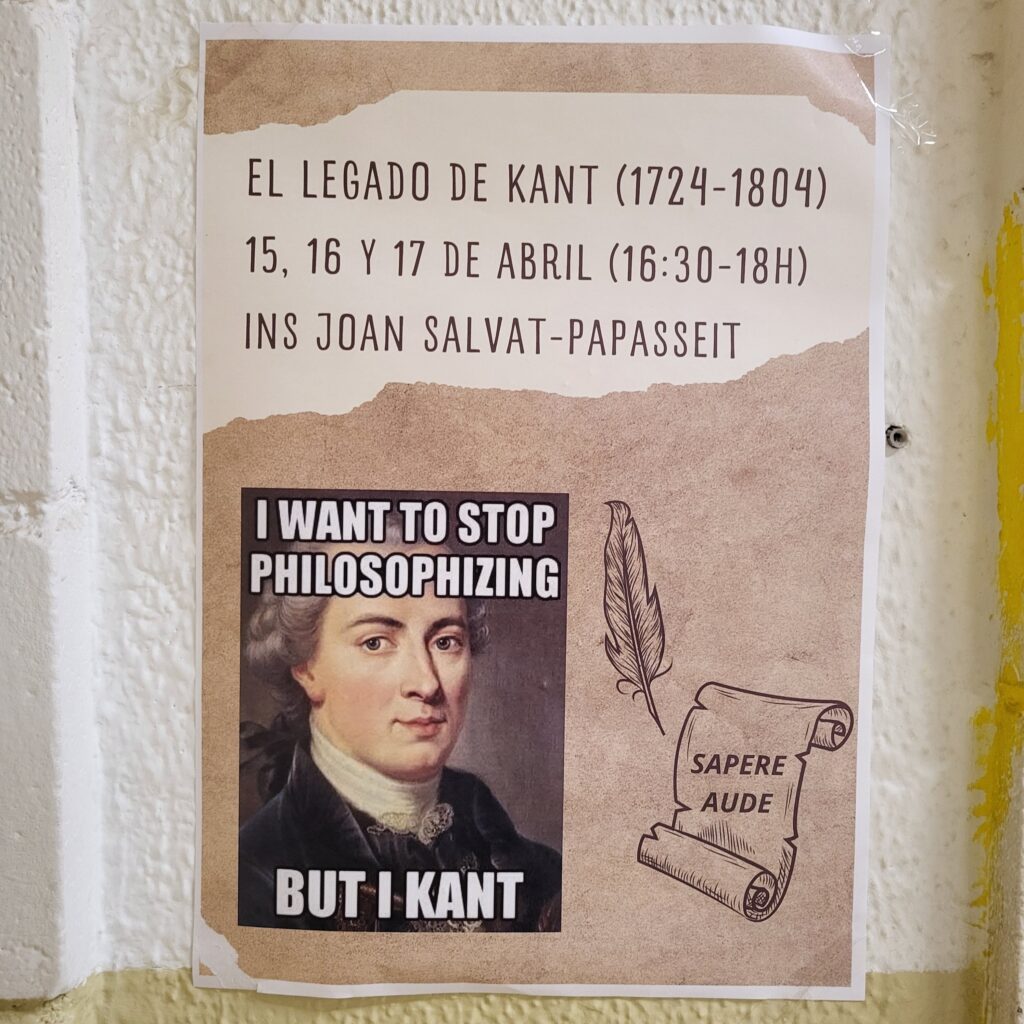 EL LEGADO DE KANT (1724-1804)
15, 16 Y 17 DE ABRIL (16:30-18H)
INS JOAN SALVAT-PAPASSEIT
I WANT TO STOP
PHILOSOPHIZING
BUT I KANT
SAPERE
AUDE